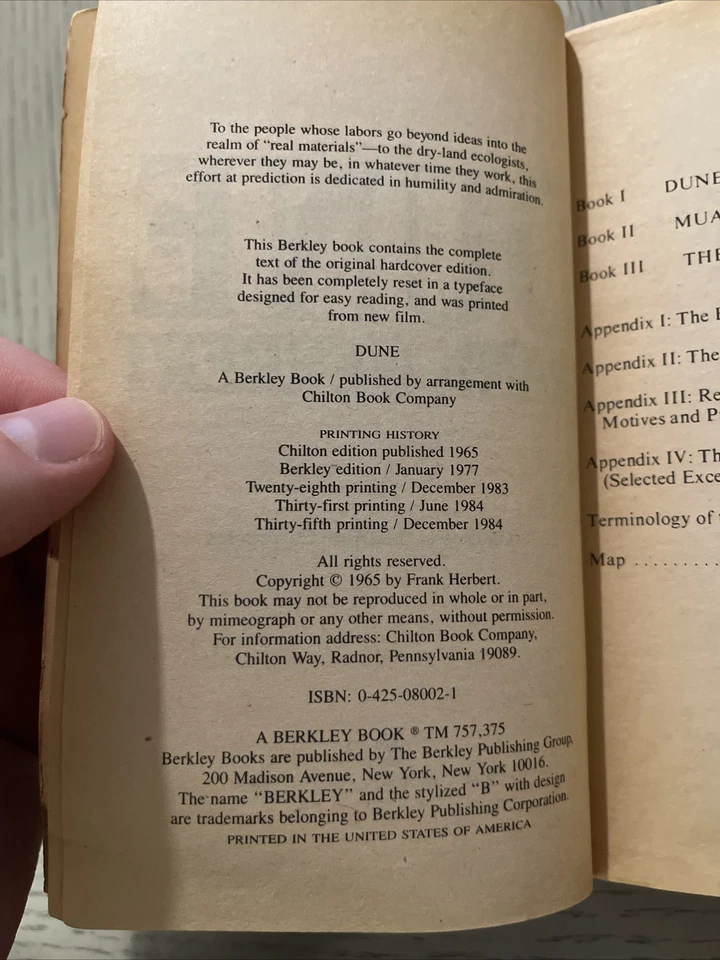 To the people whose labors go beyond ideas into the
realm of "real materials"—to the dry-land ecologists,
wherever they may be, in whatever time they work, this
effort at prediction is dedicated in humility and admiration.
This Berkley book contains the complete
text of the original hardcover edition.
It has been completely reset in a typeface
designed for easy reading, and was printed
from new film.
DUNE
A Berkley Book / published by arrangement with
Chilton Book Company
PRINTING HISTORY
Chilton edition published 1965
Berkley edition / January 1977
Twenty-eighth printing / December 1983
Thirty-first printing / June 1984
Thirty-fifth printing / December 1984
All rights reserved.
Copyright © 1965 by Frank Herbert.
This book may not be reproduced in whole or in part,
by mimeograph or any other means, without permission.
For information address: Chilton Book Company,
Chilton Way, Radnor, Pennsylvania 19089.
ISBN: 0-425-08002-1
A BERKLEY BOOK ® TM 757,375
Berkley Books are published by The Berkley Publishing Group,
200 Madison Avenue, New York, New York 10016.
The name "BERKLEY" and the stylized "B" with design
are trademarks belonging to Berkley Publishing Corporation.
PRINTED IN THE UNITED STATES OF AMERICA
Book I DUNE
Book II MUA
Book III THE
Appendix I: The
Appendix II: The
Appendix III: Re
Motives and P
Appendix IV: Th
(Selected Exce
Terminology of
Map .........